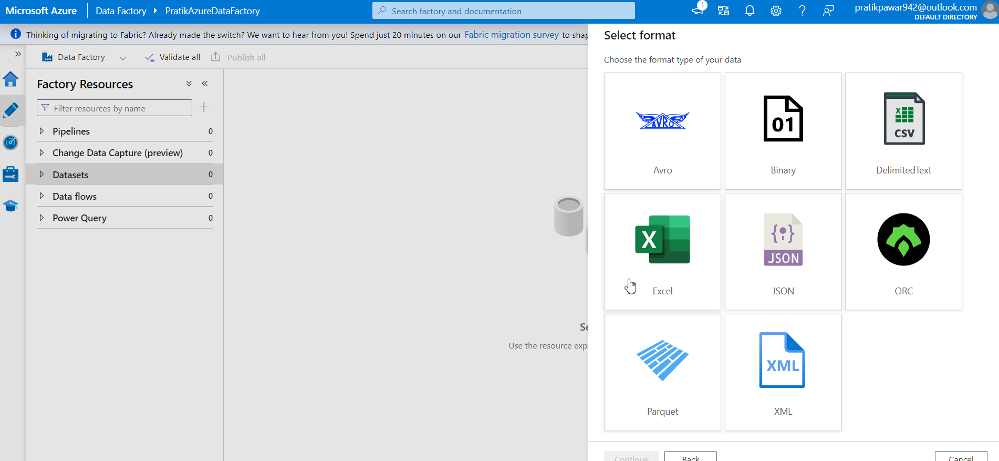 Microsoft Azure
Data Factory
PratikAzureDataFactory
Search factory and documentation
1
pratikpawar942@outlook.com
DEFAULT DIRECTORY
Thinking of migrating to Fabric? Already made the switch? We want to hear from you! Spend just 20 minutes on our Fabric migration survey to shap
Data Factory
Validate all
Publish all
Factory Resources
Filter resources by name
Pipelines 0
Change Data Capture (preview) 0
Datasets 0
Data flows 0
Power Query 0
Se
Use the resource exp
Select format
Choose the format type of your data
AVRO
Avro
01
Binary
X
CSV
DelimitedText
X
Excel
JSON
JSON
ORC
Parquet
XML
XML
Continue
Back
Cancel